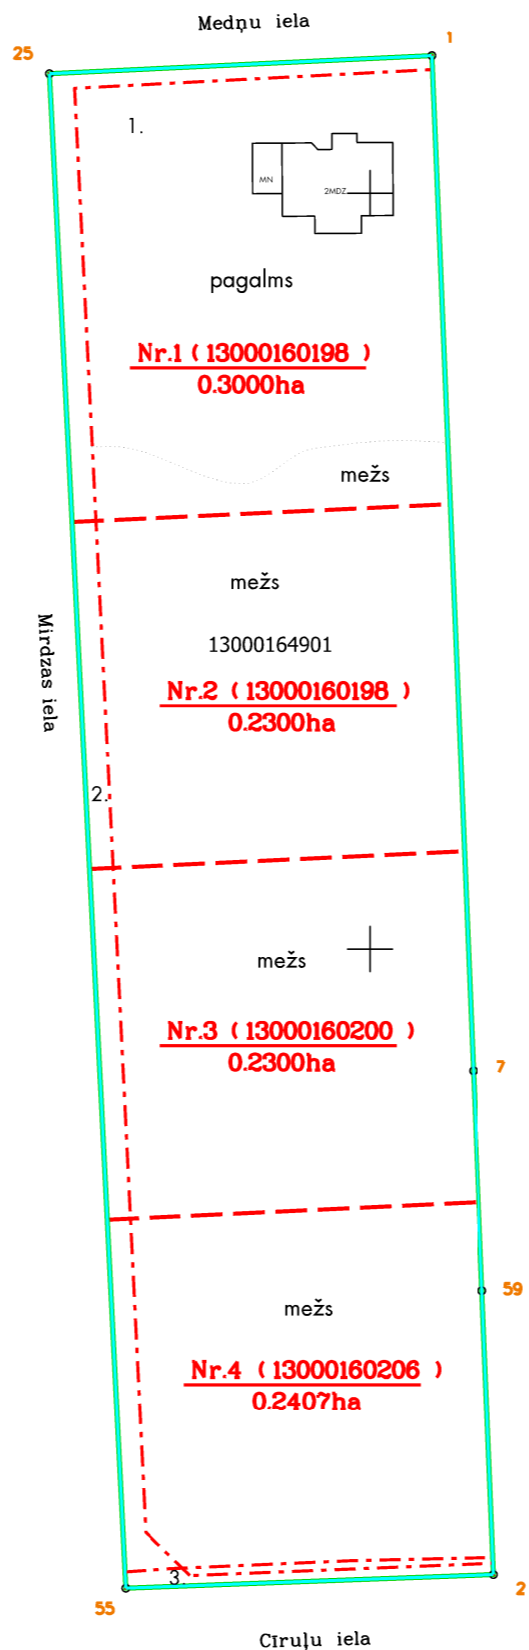 Medņu iela
25
1
1.
MN
2MDZ
pagalms
Nr.1 ( 13000160198 )
0.3000ha
mežs
mežs
13000164901
Mirdzas iela
Nr.2 ( 13000160198 )
0.2300ha
2.
mežs
Nr.3 ( 13000160200 )
0.2300ha
7
59
mežs
Nr.4 ( 13000160206 )
0.2407ha
3.
2
55
Cīruļu iela